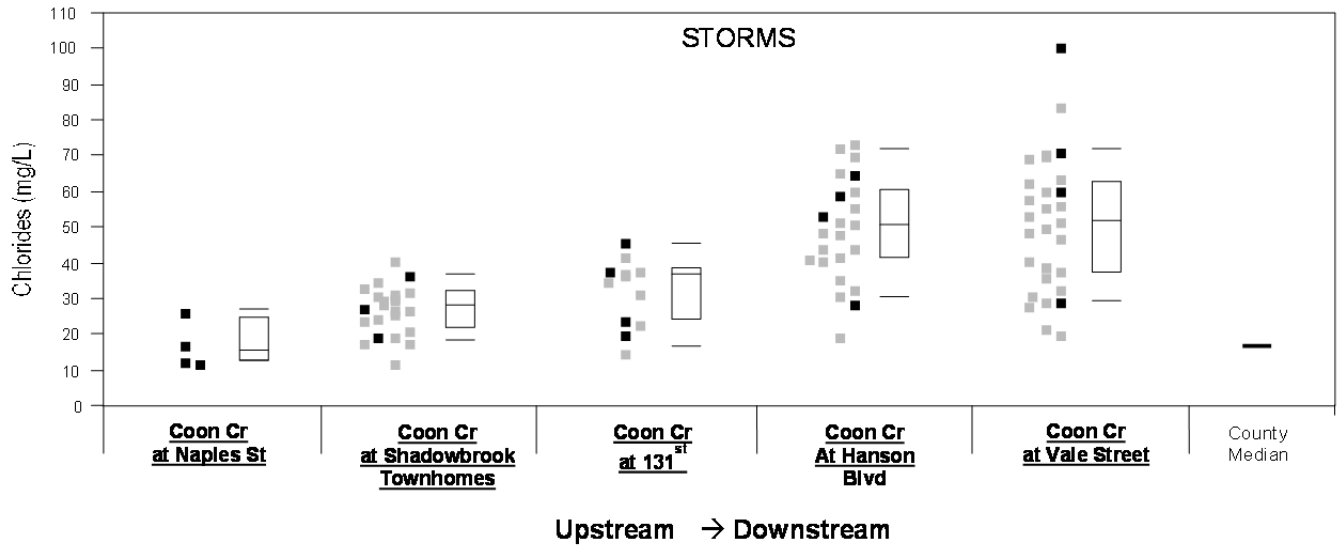 STORMS
110
100
90
80
70
60
50
40
30
20
10
0
Chlorides (mg/L)
Coon Cr
at Naples St
Coon Cr
at Shadowbrook
Townhomes
Coon Cr
at 131st
Coon Cr
At Hanson
Blvd
Coon Cr
at Vale Street
County
Median
Upstream → Downstream